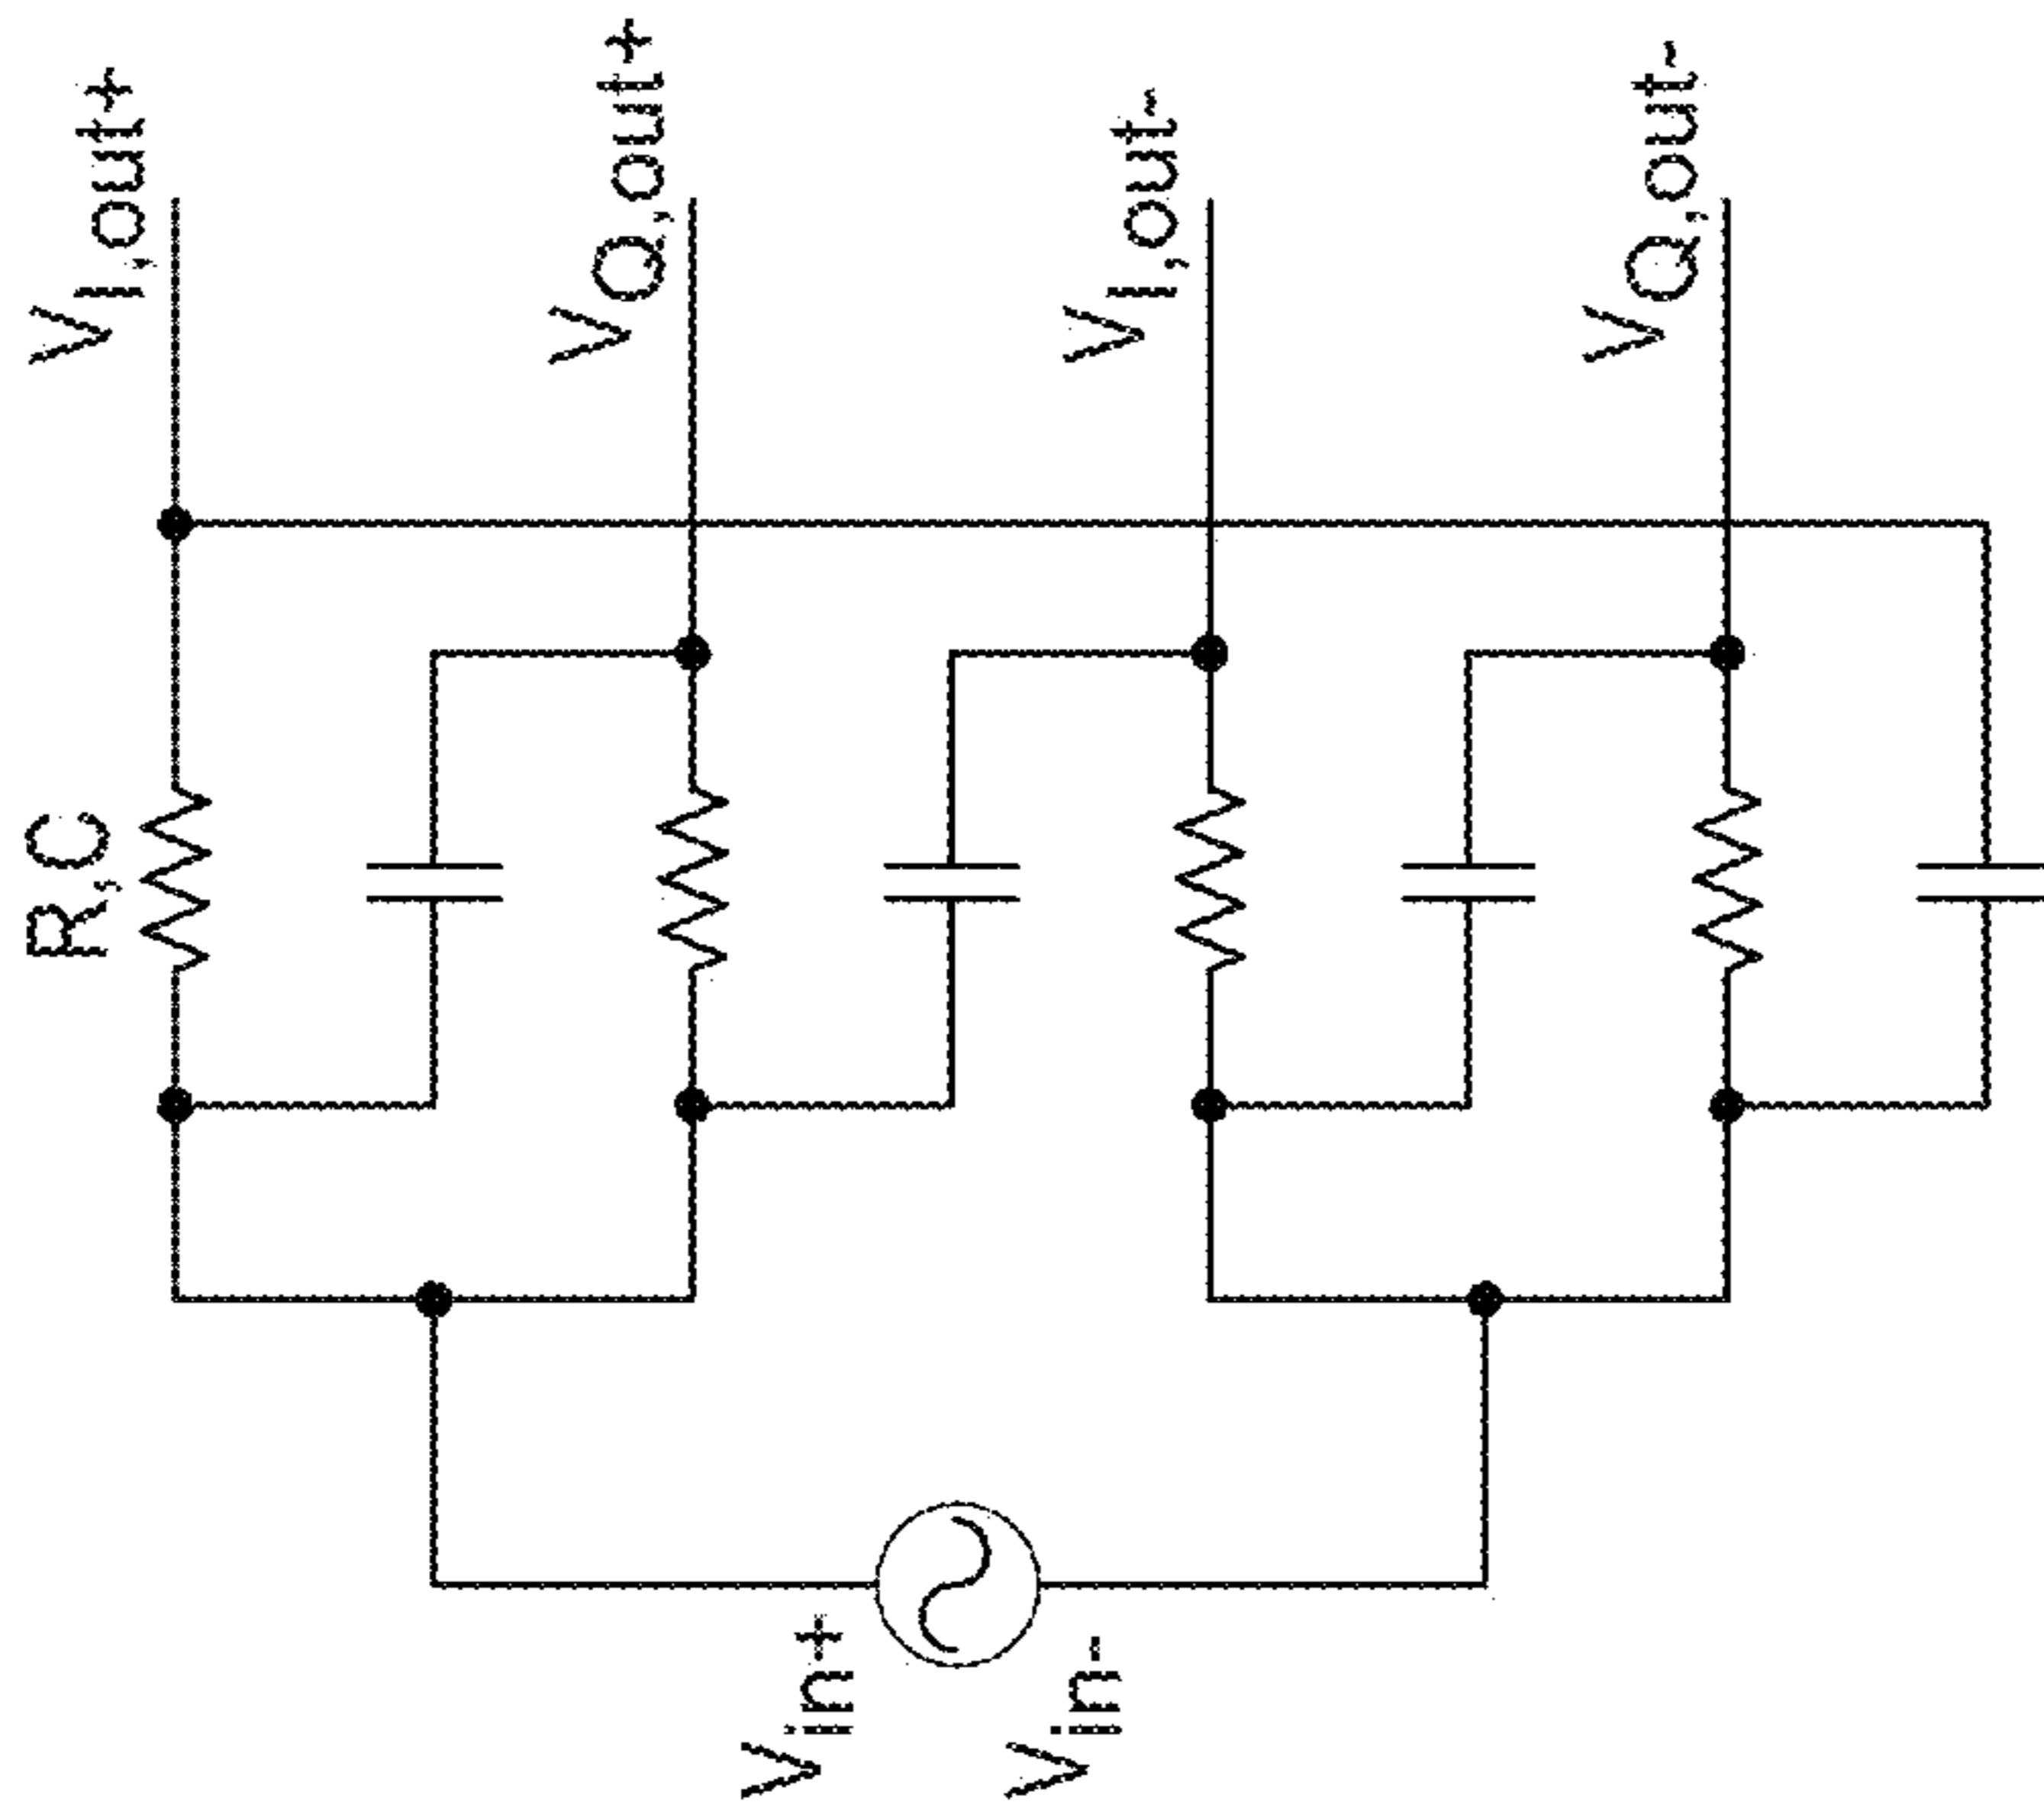 R,C
V_I,out+
V_Q,out+
V_I,out-
V_Q,out-
V_in+
V_in-